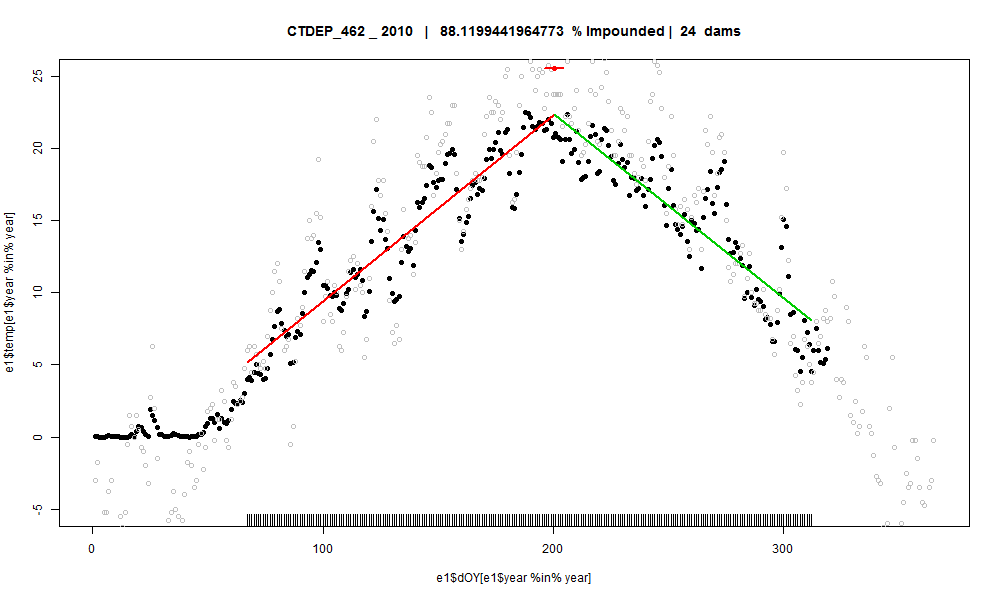 CTDEP_462 _ 2010 | 88.1199441964773 % Impounded | 24 dams
e1$temp[e1$year %in% year]
25
20
15
10
5
0
-5
0 100 200 300
e1$dOY[e1$year %in% year]